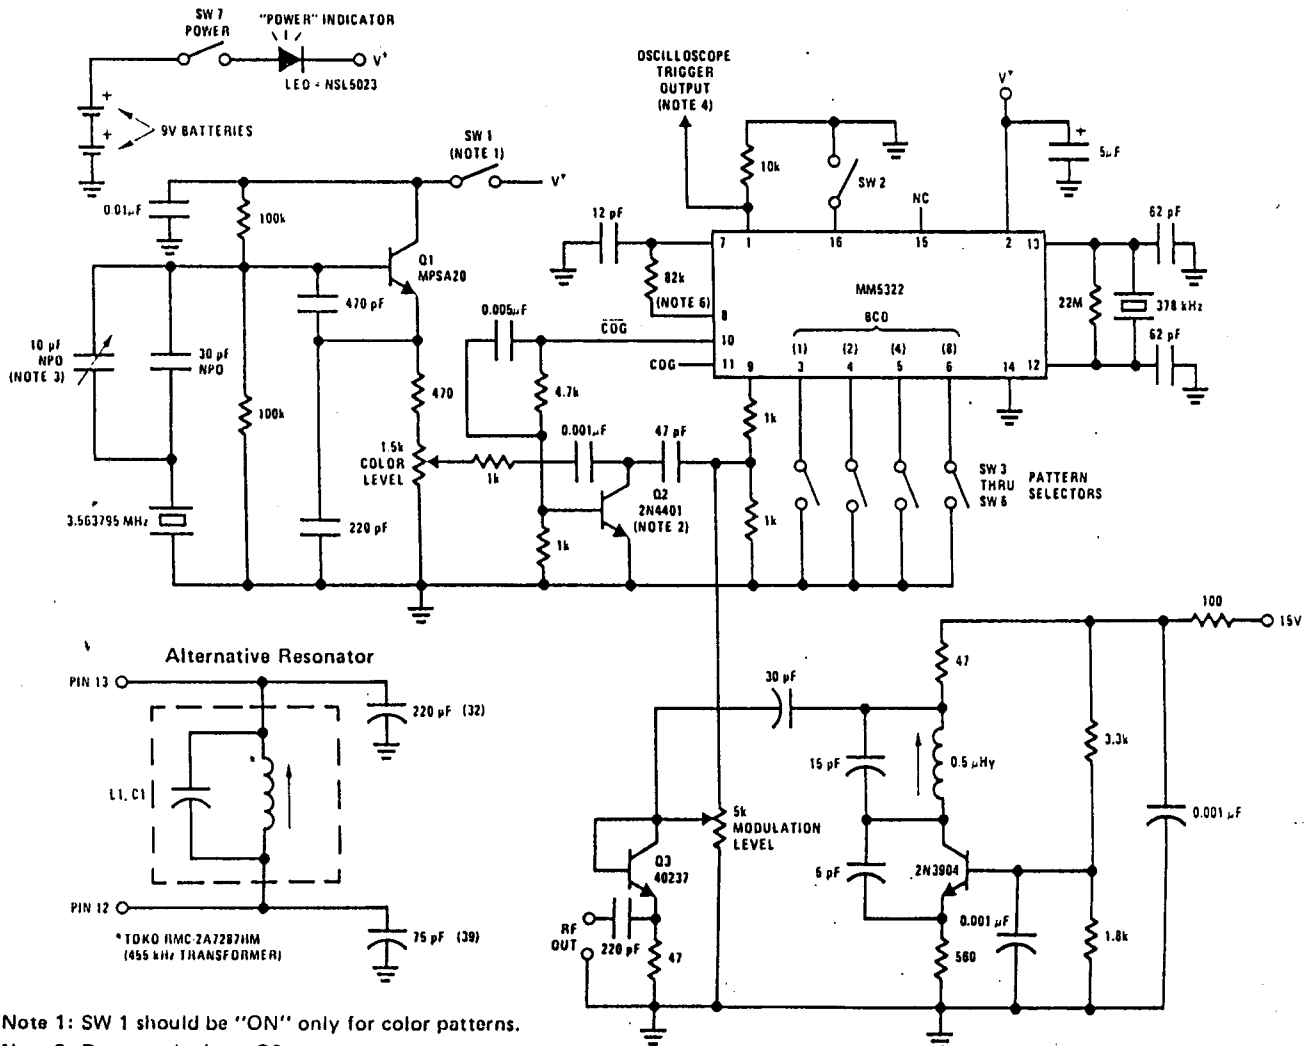 SW 7
POWER
"POWER" INDICATOR
V+
LED = NSL5023
+
+
9V BATTERIES
SW 1
(NOTE 1)
V+
0.01μF
100k
Q1
MPSA20
470 pF
10 pF
NPO
(NOTE 3)
30 pF
NPO
100k
470
1.5k
COLOR
LEVEL
3.563795 MHz
220 pF
OSCILLOSCOPE
TRIGGER
OUTPUT
(NOTE 4)
10k
SW 2
V+
+
5μF
12 pF
NC
62 pF
7
1
16
15
2
13
82k
(NOTE 6)
MM5322
22M
378 kHz
0.005μF
CDG
8
BCD
10
(1)
(2)
(4)
(8)
62 pF
CDG
11
9
3
4
5
6
14
12
4.7k
1k
0.001μF
47 pF
1k
Q2
2N4401
(NOTE 2)
SW 3
THRU
SW 6
PATTERN
SELECTORS
1k
1k
100
15V
Alternative Resonator
PIN 13
220 pF (32)
L1, C1
*
PIN 12
75 pF (39)
* TOKO RMC-2A7287HM
(455 kHz TRANSFORMER)
30 pF
47
15 pF
0.5 μHy
3.3k
0.001 μF
5k
MODULATION
LEVEL
Q3
40237
6 pF
2N3904
0.001 μF
RF
OUT
220 pF
47
560
1.8k
Note 1: SW 1 should be "ON" only for color patterns.